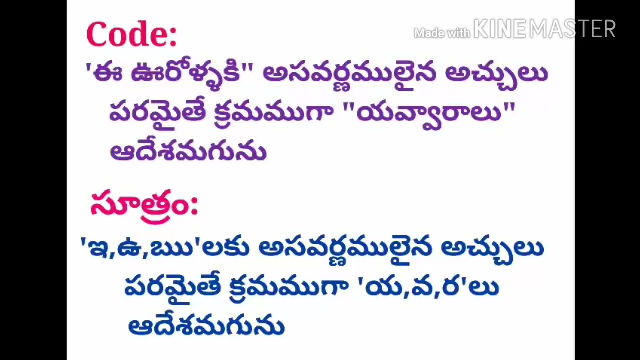 Made with KINEMASTER
Code:
'ఈ ఊరోళ్ళకి" అసవర్ణములైన అచ్చులు
పరమైతే క్రమముగా "యవ్వారాలు"
ఆదేశమగును
సూత్రం:
'ఇ,ఉ,ఋ'లకు అసవర్ణములైన అచ్చులు
పరమైతే క్రమముగా 'య,వ,ర'లు
ఆదేశమగును